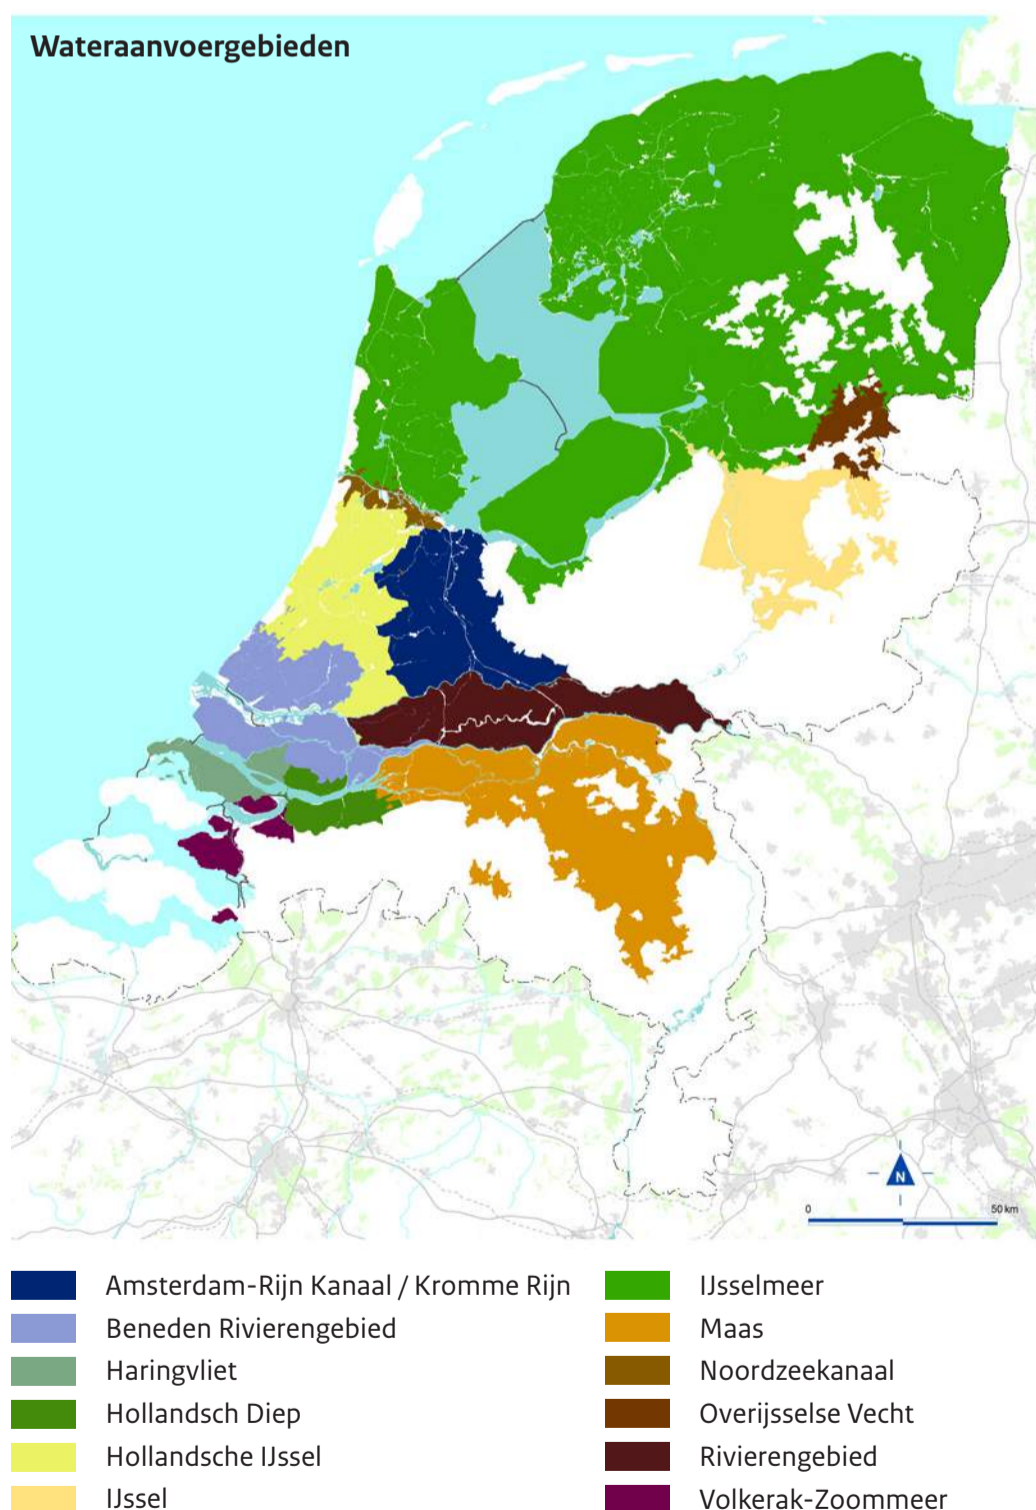 Wateraanvoergebieden
N
0 50 km
Amsterdam-Rijn Kanaal / Kromme Rijn
Beneden Rivierengebied
Haringvliet
Hollandsch Diep
Hollandsche IJssel
IJssel
IJsselmeer
Maas
Noordzeekanaal
Overijsselse Vecht
Rivierengebied
Volkerak-Zoommeer